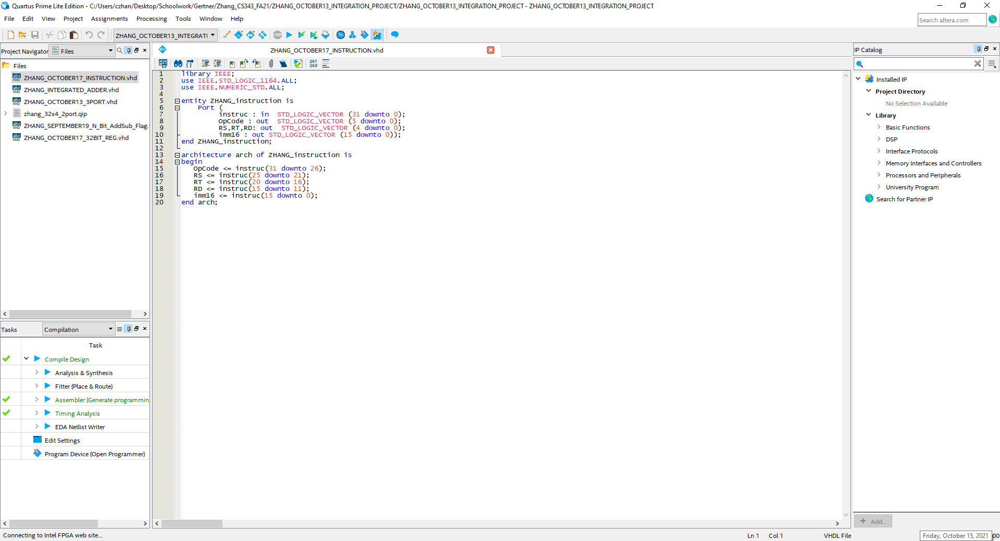 Quartus Prime Lite Edition - C:/Users/czhan/Desktop/Schoolwork/Gertner/Zhang_CS343_FA21/ZHANG_OCTOBER13_INTEGRATION_PROJECT/ZHANG_OCTOBER13_INTEGRATION_PROJECT - ZHANG_OCTOBER13_INTEGRATION_PROJECT
File Edit View Project Assignments Processing Tools Window Help
Search altera.com
ZHANG_OCTOBER13_INTEGRATI
Project Navigator Files
Files
ZHANG_OCTOBER17_INSTRUCTION.vhd
ZHANG_INTEGRATED_ADDER.vhd
ZHANG_OCTOBER13_3PORT.vhd
zhang_32x4_2port.qip
ZHANG_SEPTEMBER19_N_Bit_AddSub_Flag.
ZHANG_OCTOBER17_32BIT_REG.vhd
Tasks Compilation
Task
Compile Design
Analysis & Synthesis
Fitter (Place & Route)
Assembler (Generate programmin
Timing Analysis
EDA Netlist Writer
Edit Settings
Program Device (Open Programmer)
ZHANG_OCTOBER17_INSTRUCTION.vhd
267
268
1 library IEEE;
2 use IEEE.STD_LOGIC_1164.ALL;
3 use IEEE.NUMERIC_STD.ALL;
4
5 entity ZHANG_instruction is
6 Port (
7 instruc : in STD_LOGIC_VECTOR (31 downto 0);
8 OpCode : out STD_LOGIC_VECTOR (5 downto 0);
9 RS,RT,RD: out STD_LOGIC_VECTOR (4 downto 0);
10 imm16 : out STD_LOGIC_VECTOR (15 downto 0));
11 end ZHANG_instruction;
12
13 architecture arch of ZHANG_instruction is
14 begin
15 OpCode <= instruc(31 downto 26);
16 RS <= instruc(25 downto 21);
17 RT <= instruc(20 downto 16);
18 RD <= instruc(15 downto 11);
19 imm16 <= instruc(15 downto 0);
20 end arch;
IP Catalog
Installed IP
Project Directory
No Selection Available
Library
Basic Functions
DSP
Interface Protocols
Memory Interfaces and Controllers
Processors and Peripherals
University Program
Search for Partner IP
+ Add...
Connecting to Intel FPGA web site...
Ln 1 Col 1 VHDL File
Friday, October 15, 2021
00